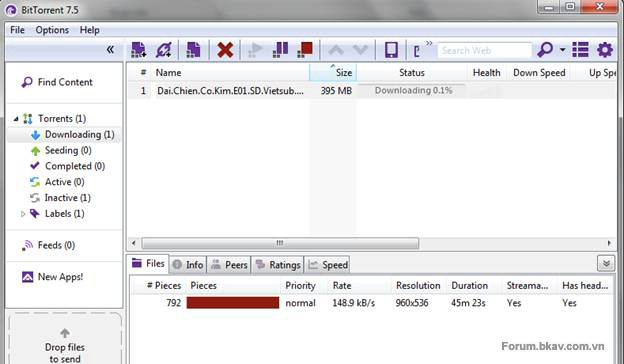 BitTorrent 7.5
File Options Help
Search Web
Find Content
Torrents (1)
Downloading (1)
Seeding (0)
Completed (0)
Active (0)
Inactive (1)
Labels (1)
Feeds (0)
New Apps!
Drop files
to send
# Name Size Status Health Down Speed Up Spe
1 Dai.Chien.Co.Kim.E01.SD.Vietsub.... 395 MB Downloading 0.1%
Files Info Peers Ratings Speed
# Pieces Pieces Priority Rate Resolution Duration Streama... Has head...
792 normal 148.9 kB/s 960x536 45m 23s Yes Yes
Forum.bkav.com.vn